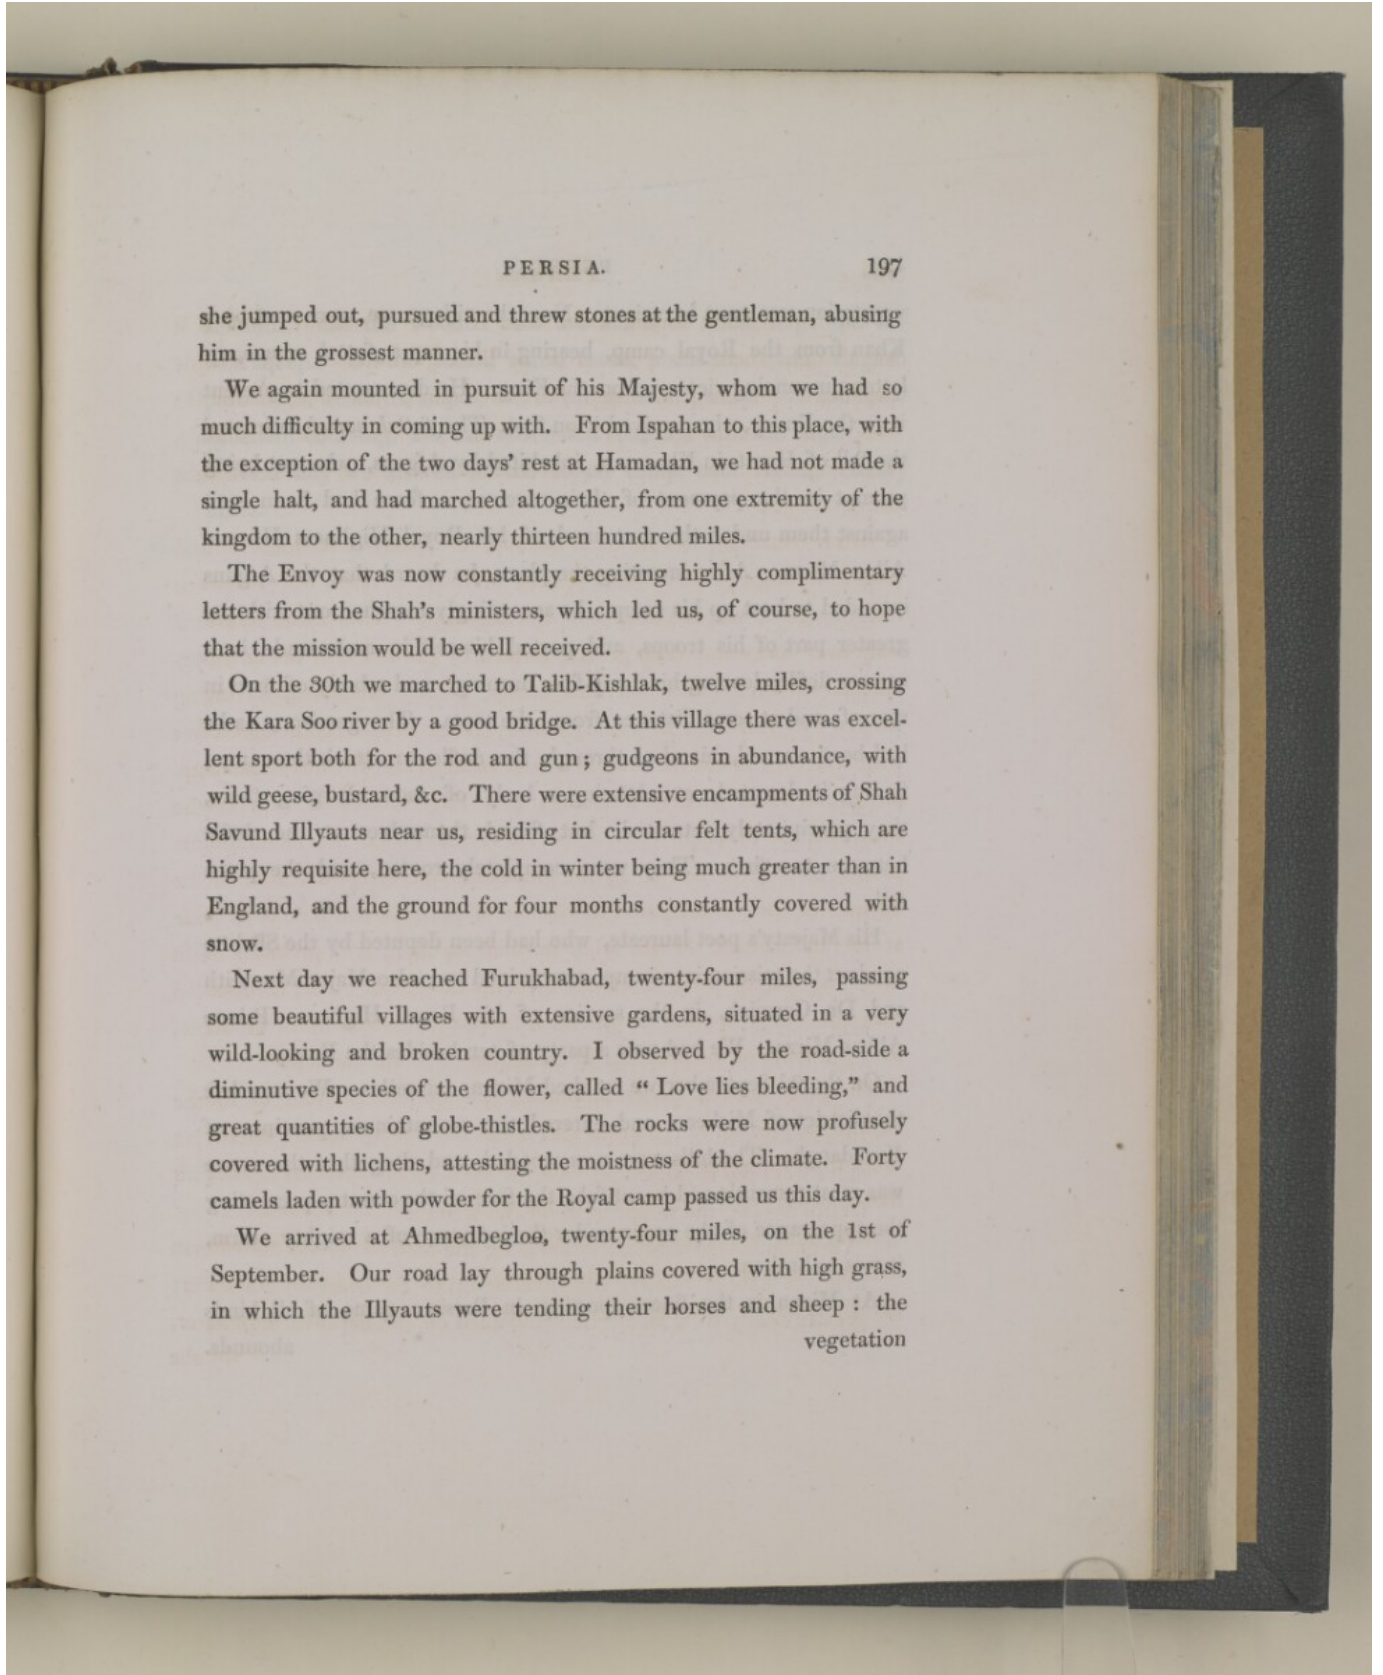 PERSIA. 197
she jumped out, pursued and threw stones at the gentleman, abusing
him in the grossest manner.
We again mounted in pursuit of his Majesty, whom we had so
much difficulty in coming up with. From Ispahan to this place, with
the exception of the two days’ rest at Hamadan, we had not made a
single halt, and had marched altogether, from one extremity of the
kingdom to the other, nearly thirteen hundred miles.
The Envoy was now constantly receiving highly complimentary
letters from the Shah’s ministers, which led us, of course, to hope
that the mission would be well received.
On the 30th we marched to Talib-Kishlak, twelve miles, crossing
the Kara Soo river by a good bridge. At this village there was excel-
lent sport both for the rod and gun; gudgeons in abundance, with
wild geese, bustard, &c. There were extensive encampments of Shah
Savund Illyauts near us, residing in circular felt tents, which are
highly requisite here, the cold in winter being much greater than in
England, and the ground for four months constantly covered with
snow.
Next day we reached Furukhabad, twenty-four miles, passing
some beautiful villages with extensive gardens, situated in a very
wild-looking and broken country. I observed by the road-side a
diminutive species of the flower, called “ Love lies bleeding,” and
great quantities of globe-thistles. The rocks were now profusely
covered with lichens, attesting the moistness of the climate. Forty
camels laden with powder for the Royal camp passed us this day.
We arrived at Ahmedbegloo, twenty-four miles, on the 1st of
September. Our road lay through plains covered with high grass,
in which the Illyauts were tending their horses and sheep : the
vegetation